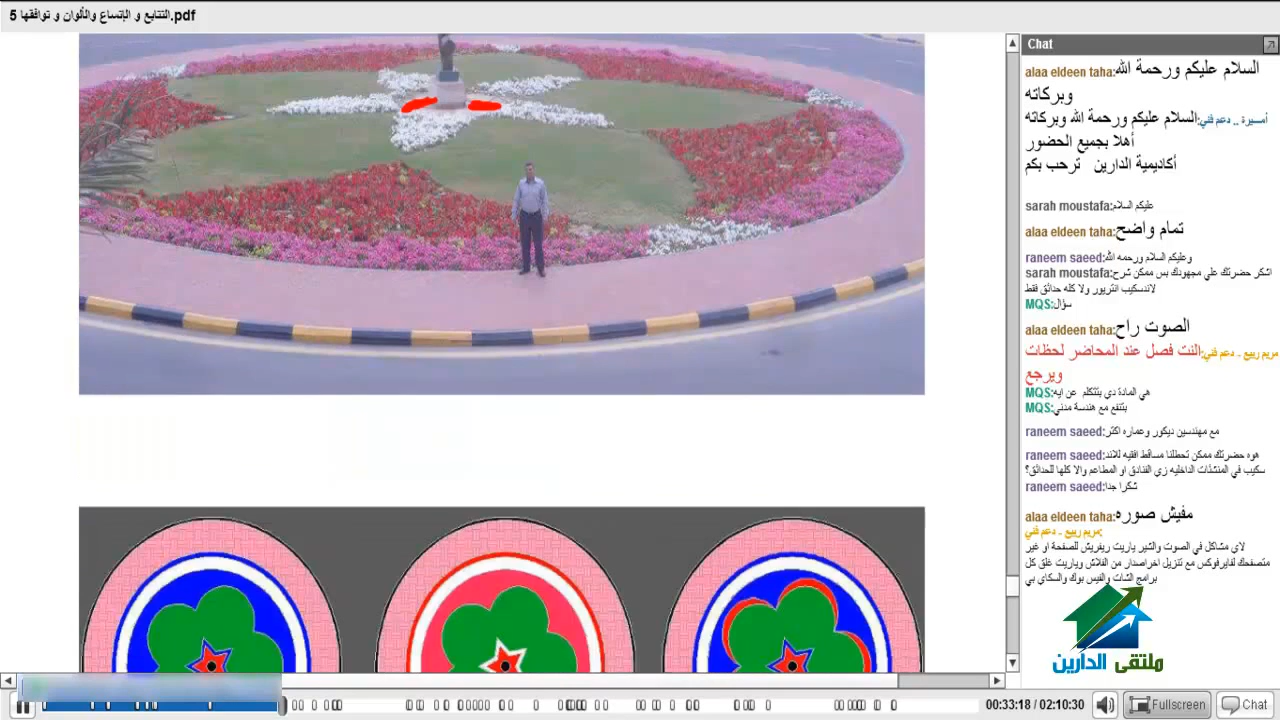 5 التتابع و الإتساع والألوان و توافقها.pdf
Chat
alaa eldeen taha:السلام عليكم ورحمة الله
وبركاته
أميرة .. دعم فني:السلام عليكم ورحمة الله وبركاته
أهلا بجميع الحضور
أكاديمية الدارين ترحب بكم
sarah moustafa:عليكم السلام
alaa eldeen taha:تمام واضح
raneem saeed:وعليكم السلام ورحمه الله
sarah moustafa:اشكر حضرتك علي مجهودك بس ممكن شرح
لاندسكيب انتريور ولا كله حدائق فقط
MQS:سؤال
alaa eldeen taha:الصوت راح
مريم ربيع - دعم فني:النت فصل عند المحاضر لحظات
ويرجع
MQS:هي المادة دي بتتكلم عن ايه
MQS:بتنفع مع هندسة مدني
raneem saeed:مع مهندسين ديكور وعماره اكثر
raneem saeed:هوه حضرتك ممكن تحطلنا مساقط افقيه للاند
سكيب في المنشئات الداخليه زي الفنادق او المطاعم والا كلها للحدائق؟
raneem saeed:شكرا جدا
alaa eldeen taha:مفيش صوره
مريم ربيع - دعم فني:
لاي مشاكل في الصوت والشير ياريت ريفريش للصفحة او غير
متصفحك لفايرفوكس مع تنزيل اخر اصدار من الفلاش وياريت غلق كل
برامج الشات والفيس بوك والسكاي بي
ملتقى الدارين
00:33:18 / 02:10:30
Fullscreen
Chat